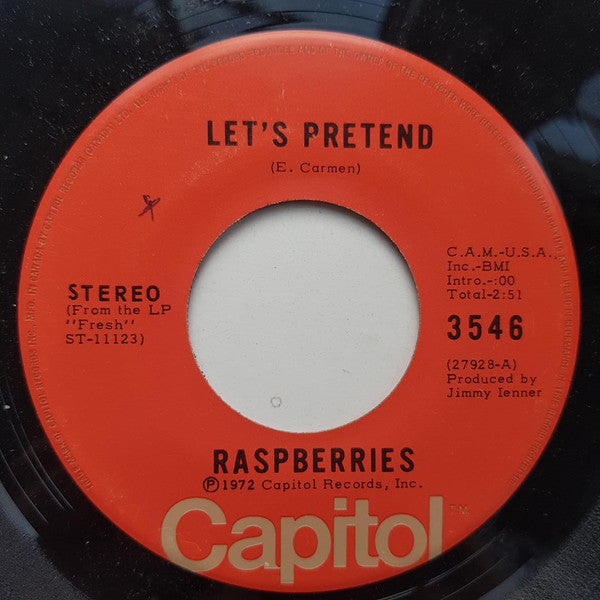 LET'S PRETEND
(E. Carmen)
STEREO
(From the LP
"Fresh"
ST-11123)
C.A.M.-U.S.A.,
Inc.-BMI
Intro.-:00
Total-2:51
3546
(27928-A)
Produced by
Jimmy Ienner
RASPBERRIES
Ⓟ1972 Capitol Records, Inc.
Capitol
T.M.